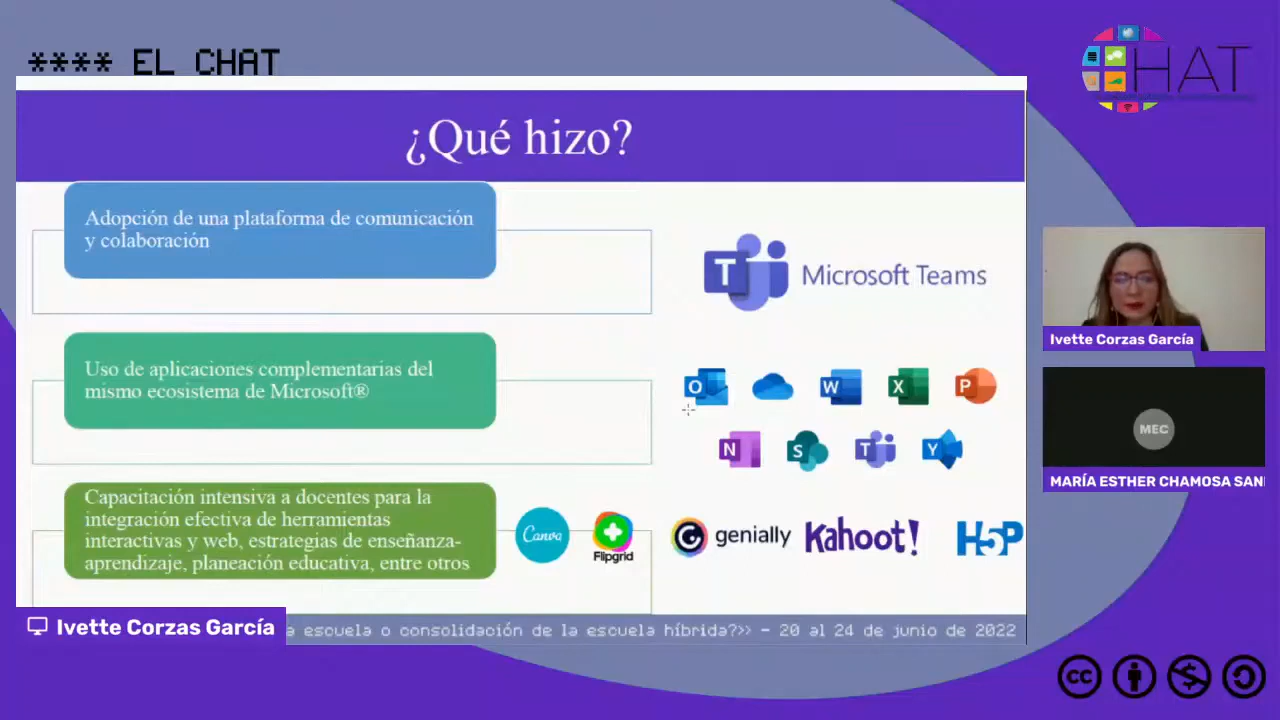 **** EL CHAT
HAT
¿Qué hizo?
Adopción de una plataforma de comunicación
y colaboración
T Microsoft Teams
Uso de aplicaciones complementarias del
mismo ecosistema de Microsoft®
O W X P
N S T Y
Capacitación intensiva a docentes para la
integración efectiva de herramientas
interactivas y web, estrategias de enseñanza-
aprendizaje, planeación educativa, entre otros
Canva
Flipgrid
genially
Kahoot!
H5P
Ivette Corzas García
MEC
MARÍA ESTHER CHAMOSA SAN
Ivette Corzas García
escuela o consolidación de la escuela híbrida?>> - 20 al 24 de junio de 2022
cc